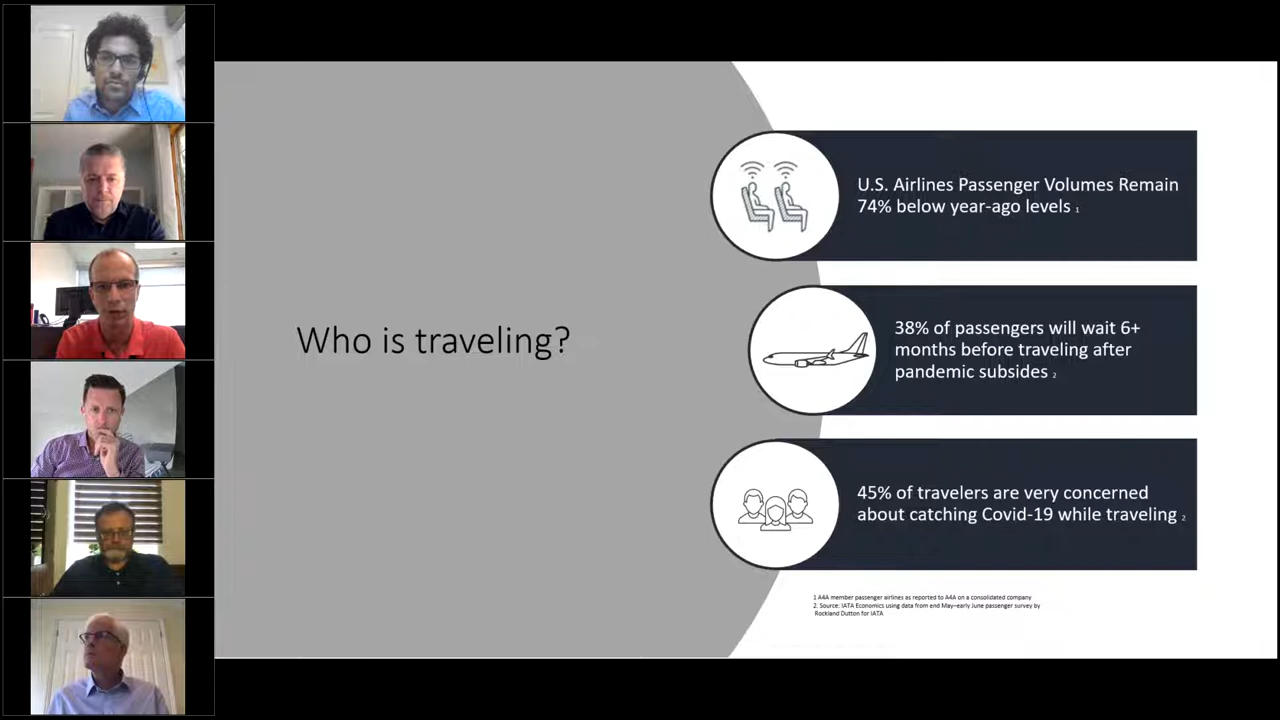 Who is traveling?
U.S. Airlines Passenger Volumes Remain
74% below year-ago levels 1
38% of passengers will wait 6+
months before traveling after
pandemic subsides 2
45% of travelers are very concerned
about catching Covid-19 while traveling 2
1 A4A member passenger airlines as reported to A4A on a consolidated company
2. Source: IATA Economics using data from end May–early June passenger survey by
Rockland Dutton for IATA